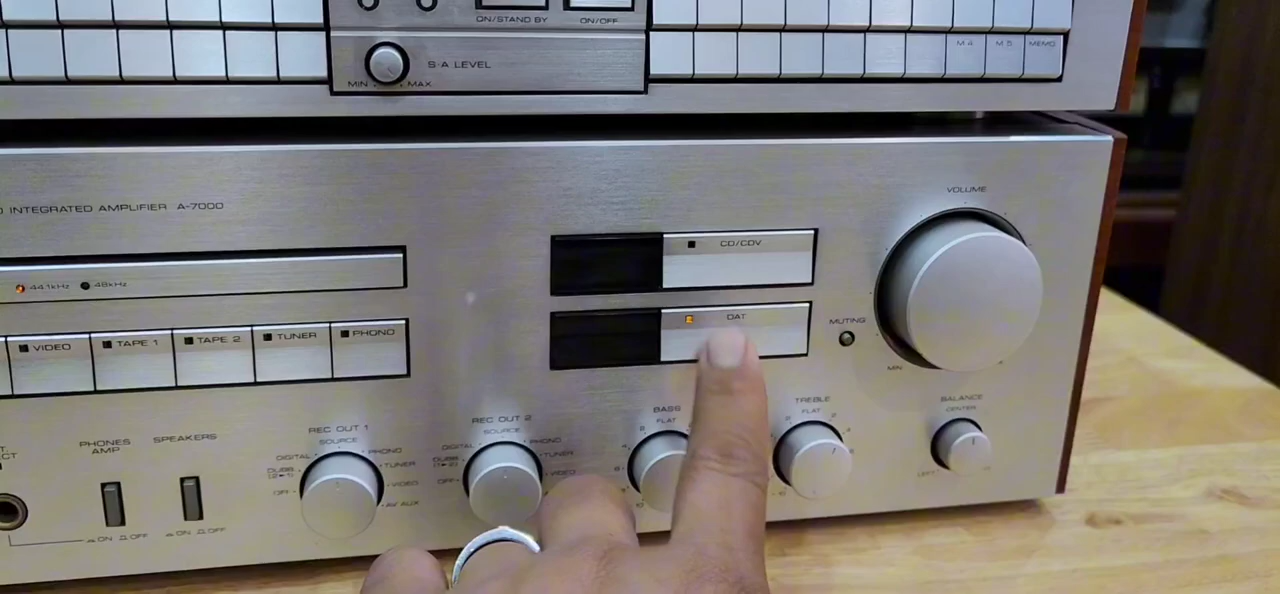 ON/STAND BY
ON/OFF
S·A LEVEL
MIN
MAX
M 4
M 5
MEMO
INTEGRATED AMPLIFIER A-7000
44.1kHz
48kHz
VIDEO
TAPE 1
TAPE 2
TUNER
PHONO
CD/CDV
DAT
VOLUME
MUTING
MIN
PHONES
AMP
SPEAKERS
ON OFF
ON OFF
REC OUT 1
SOURCE
DIGITAL
PHONO
TUNER
VIDEO
OFF
AV AUX
REC OUT 2
SOURCE
DIGITAL
PHONO
TUNER
VIDEO
OFF
BASS
FLAT
TREBLE
FLAT
BALANCE
CENTER
LEFT